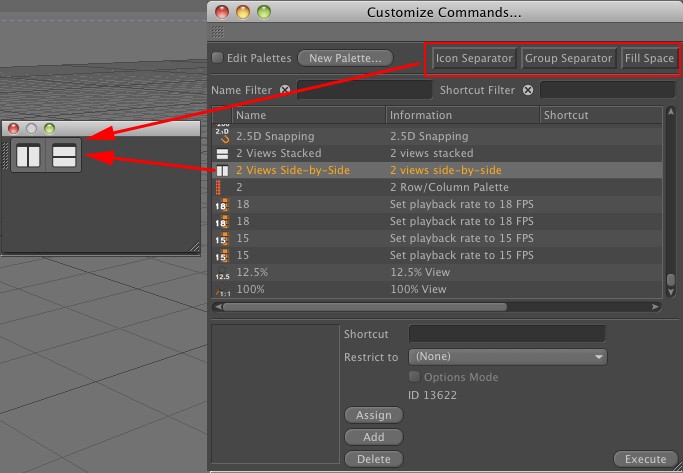 Customize Commands...
Edit Palettes New Palette... Icon Separator Group Separator Fill Space
Name Filter Shortcut Filter
Name Information Shortcut
2.5D Snapping 2.5D Snapping
2 Views Stacked 2 views stacked
2 Views Side-by-Side 2 views side-by-side
2 2 Row/Column Palette
18 18 Set playback rate to 18 FPS
18 18 Set playback rate to 18 FPS
15 15 Set playback rate to 15 FPS
15 15 Set playback rate to 15 FPS
12.5 12.5% 12.5% View
1:1 100% 100% View
Shortcut
Restrict to (None)
Options Mode
ID 13622
Assign
Add
Delete Execute